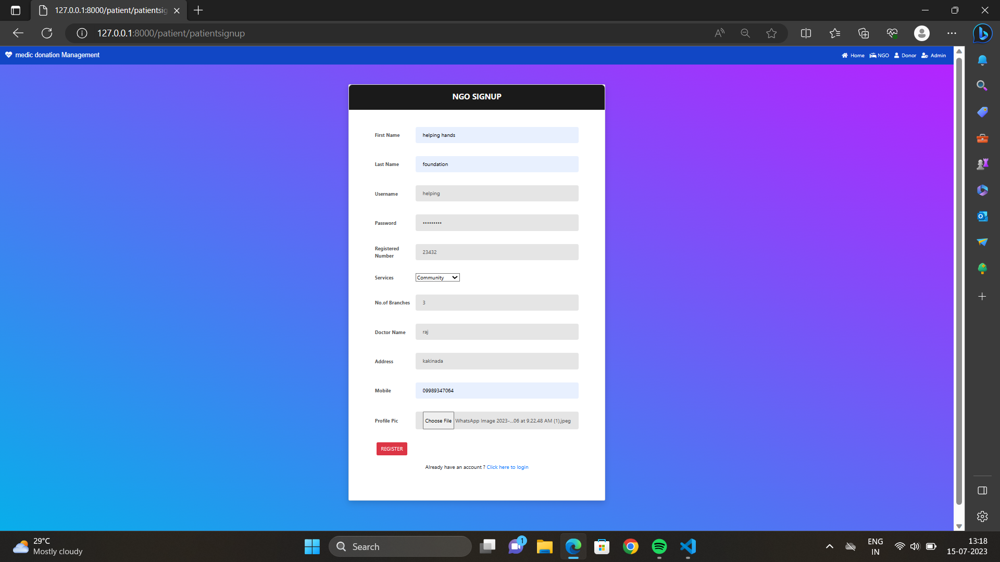 127.0.0.1:8000/patient/patientsig
127.0.0.1:8000/patient/patientsignup
medic donation Management
Home NGO Donor Admin
NGO SIGNUP
First Name helping hands
Last Name foundation
Username helping
Password •••••••••
Registered Number 23432
Services Community
No.of Branches 3
Doctor Name raj
Address kakinada
Mobile 09989347064
Profile Pic Choose File WhatsApp Image 2023-...06 at 9.22.48 AM (1).jpeg
REGISTER
Already have an account ? Click here to login
29°C
Mostly cloudy
Search
1
ENG
IN
13:18
15-07-2023